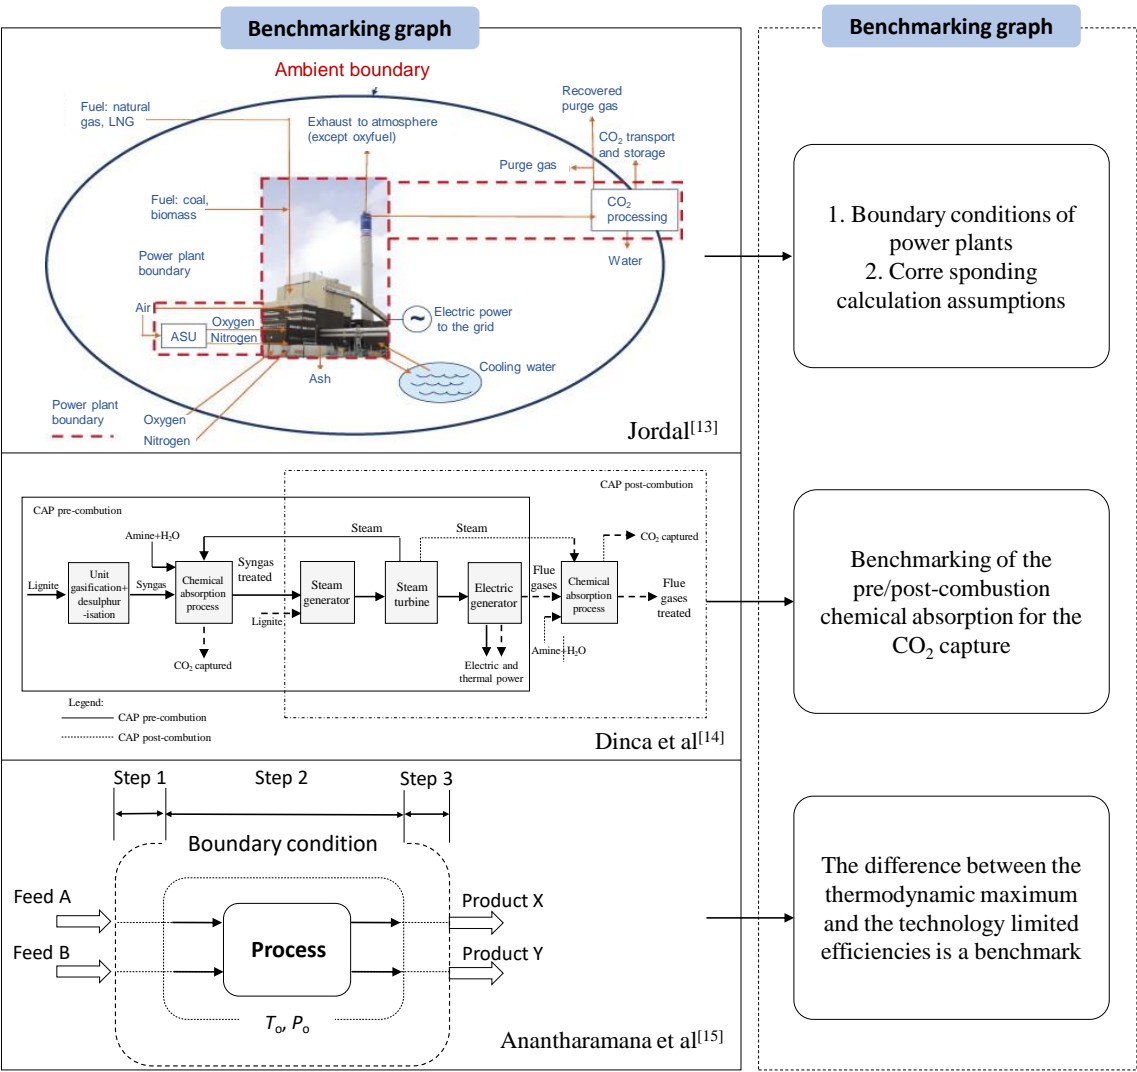 Benchmarking graph
Benchmarking graph
Ambient boundary
Fuel: natural
gas, LNG
Exhaust to atmosphere
(except oxyfuel)
Recovered
purge gas
CO₂ transport
and storage
Purge gas
Fuel: coal,
biomass
CO₂
processing
Water
Power plant
boundary
Air
ASU
Oxygen
Nitrogen
~
Electric power
to the grid
Cooling water
Ash
Power plant
boundary
Oxygen
Nitrogen
Jordal[13]
1. Boundary conditions of
power plants
2. Corre sponding
calculation assumptions
CAP post-combution
CAP pre-combution
Amine+H₂O
Steam
Steam
CO₂ captured
Lignite
Unit
gasification+
desulphur
-isation
Syngas
Chemical
absorption
process
Syngas
treated
Lignite
Steam
generator
Steam
turbine
Electric
generator
Flue
gases
Chemical
absorption
process
Flue
gases
treated
CO₂ captured
Electric and
thermal power
Amine+H₂O
Legend:
CAP pre-combution
CAP post-combution
Dinca et al[14]
Benchmarking of the
pre/post-combustion
chemical absorption for the
CO₂ capture
Step 1
Step 2
Step 3
Boundary condition
Feed A
Feed B
Process
Product X
Product Y
Tₒ, Pₒ
Anantharamana et al[15]
The difference between the
thermodynamic maximum
and the technology limited
efficiencies is a benchmark